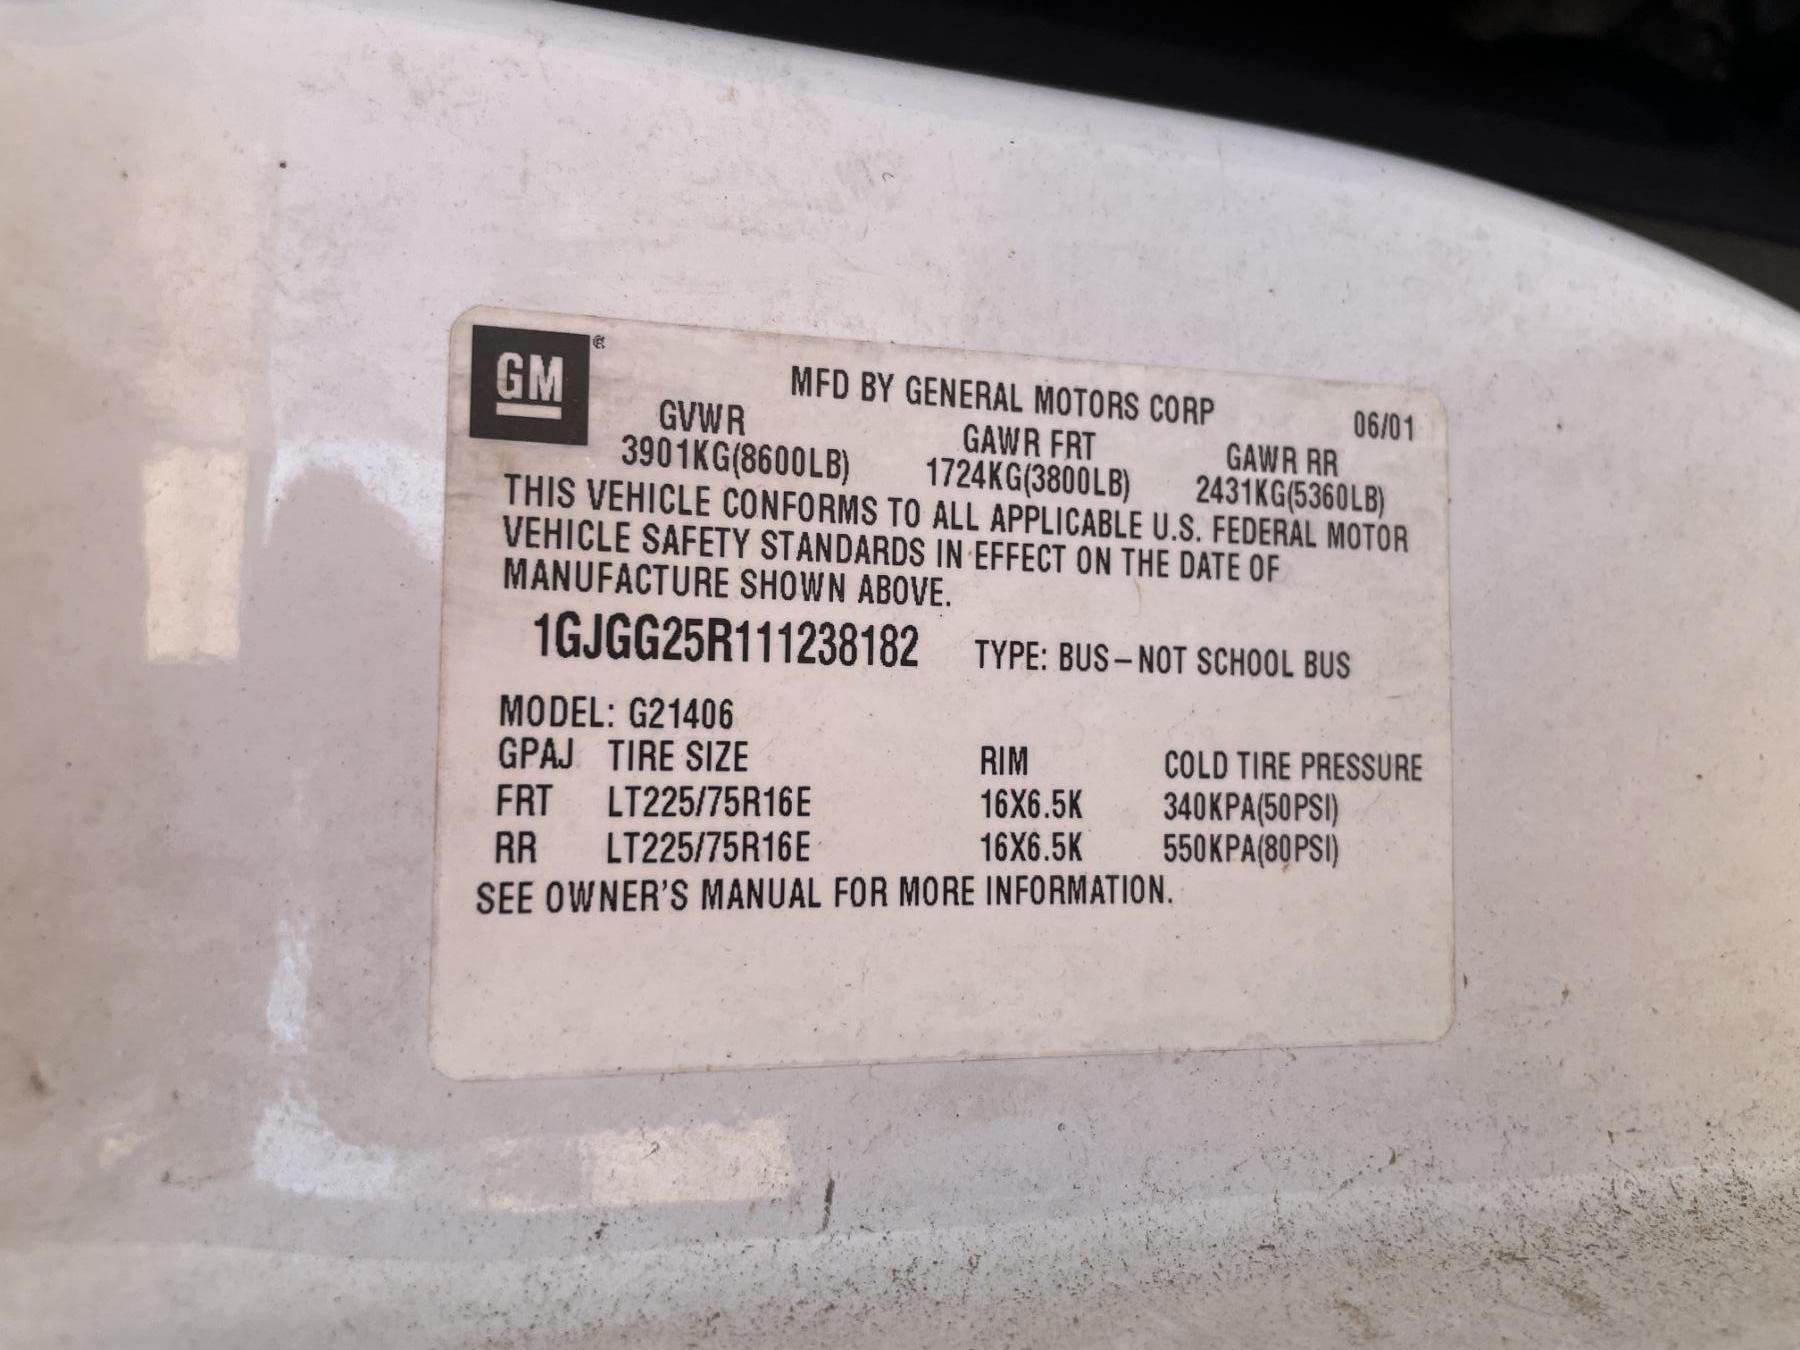 GM
MFD BY GENERAL MOTORS CORP 06/01
GVWR GAWR FRT GAWR RR
3901KG(8600LB) 1724KG(3800LB) 2431KG(5360LB)
THIS VEHICLE CONFORMS TO ALL APPLICABLE U.S. FEDERAL MOTOR
VEHICLE SAFETY STANDARDS IN EFFECT ON THE DATE OF
MANUFACTURE SHOWN ABOVE.
1GJGG25R111238182 TYPE: BUS–NOT SCHOOL BUS
MODEL: G21406
GPAJ TIRE SIZE RIM COLD TIRE PRESSURE
FRT LT225/75R16E 16X6.5K 340KPA(50PSI)
RR LT225/75R16E 16X6.5K 550KPA(80PSI)
SEE OWNER'S MANUAL FOR MORE INFORMATION.